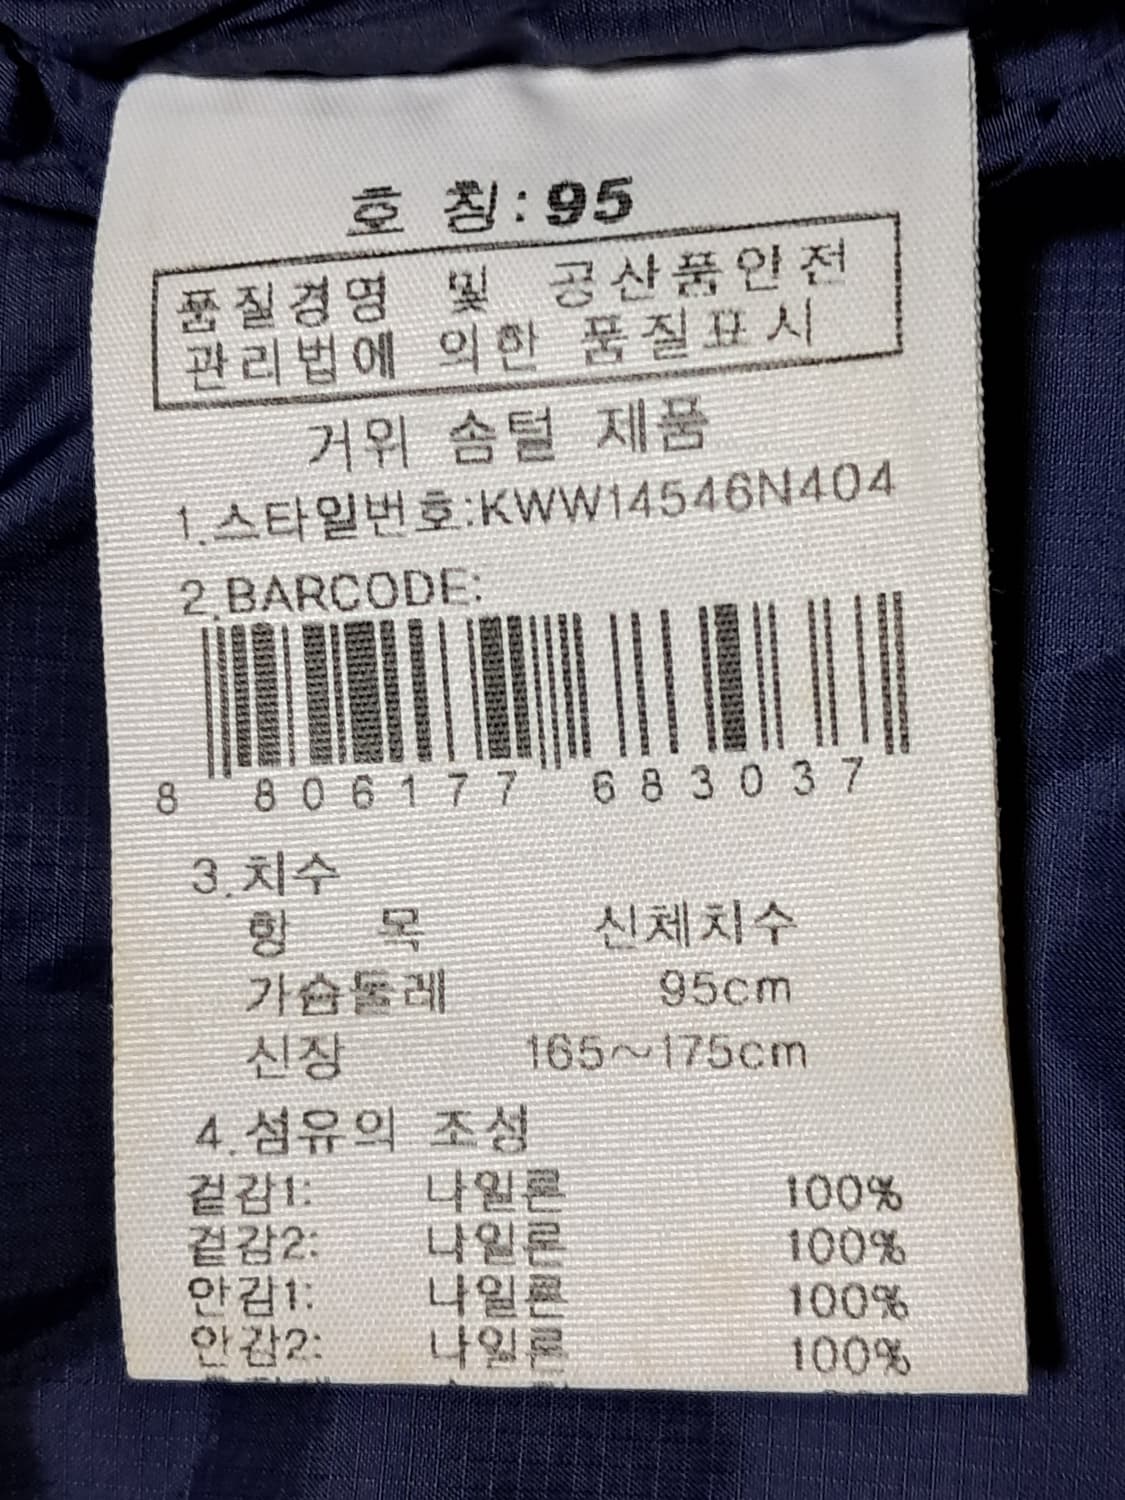 호 칭:95
품질경영 및 공산품안전
관리법에 의한 품질표시
거위 솜털 제품
1.스타일번호:KWW14546N404
2.BARCODE:
8 806177 683037
3.치수
항 목 신체치수
가슴둘레 95cm
신장 165~175cm
4.섬유의 조성
겉감1: 나일론 100%
겉감2: 나일론 100%
안감1: 나일론 100%
안감2: 나일론 100%